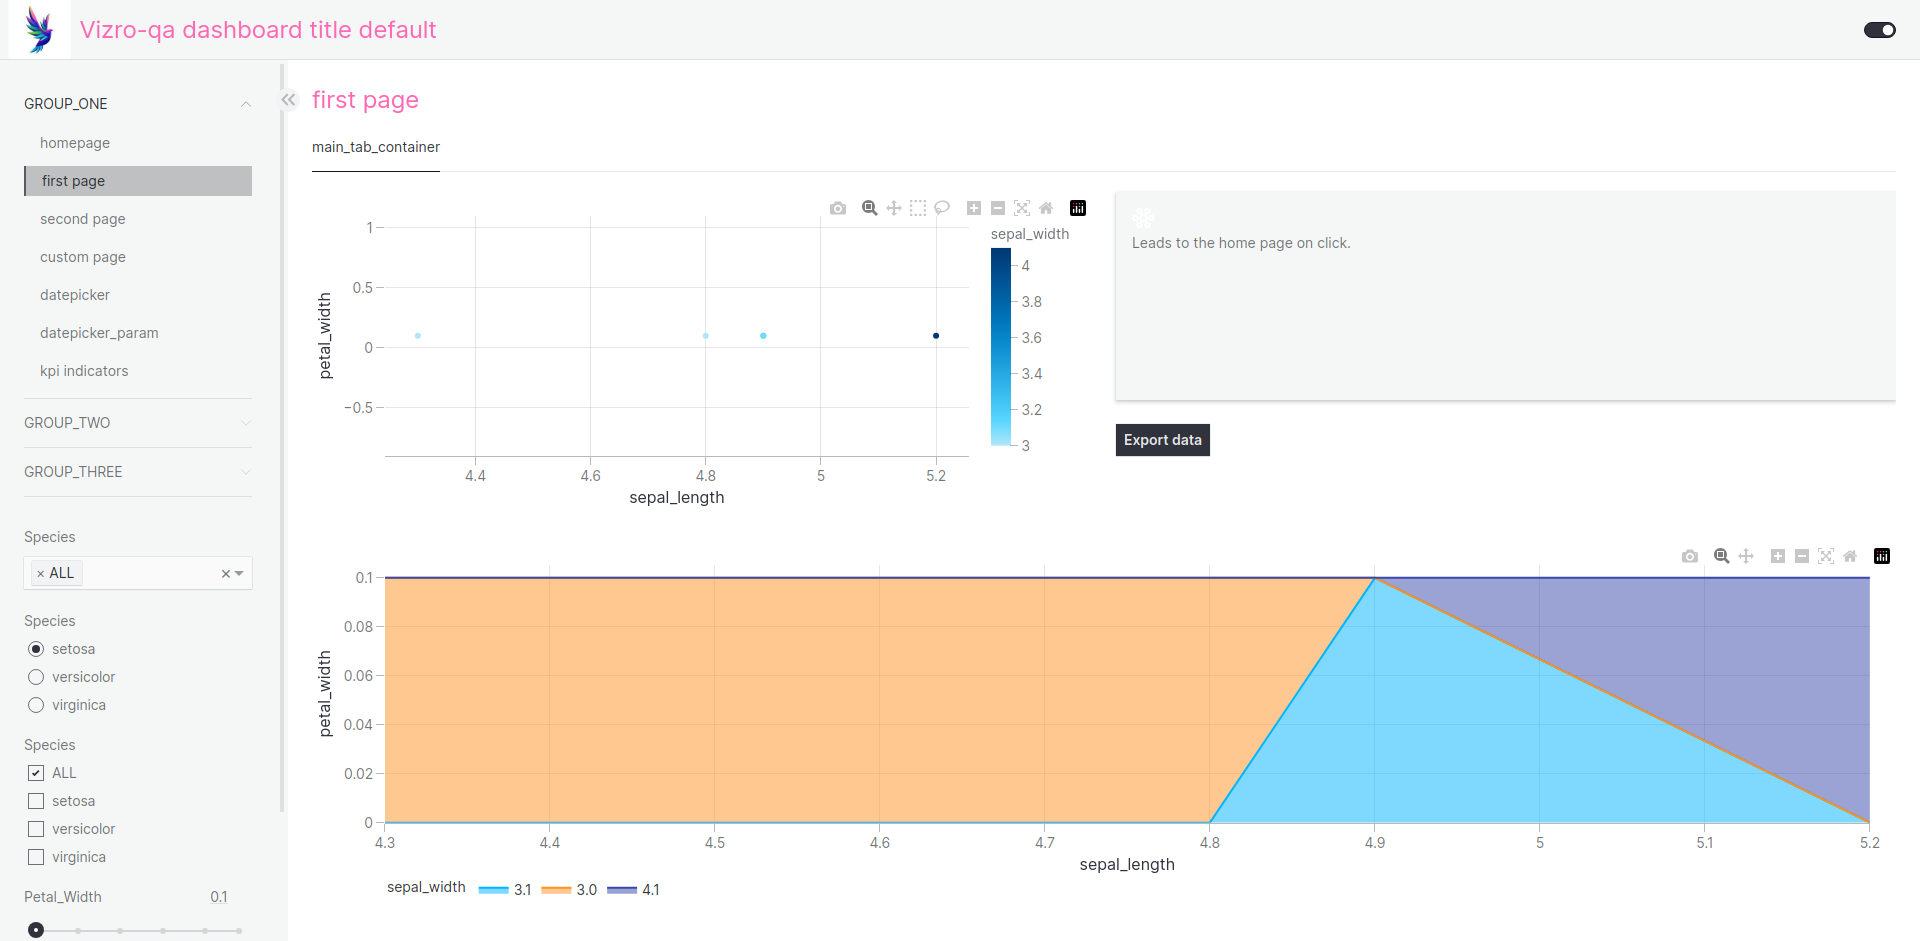 Vizro-qa dashboard title default
GROUP_ONE
homepage
first page
second page
custom page
datepicker
datepicker_param
kpi indicators
GROUP_TWO
GROUP_THREE
Species
× ALL
Species
setosa
versicolor
virginica
Species
ALL
setosa
versicolor
virginica
Petal_Width 0.1
first page
main_tab_container
1
0.5
0
−0.5
petal_width
4.4 4.6 4.8 5 5.2
sepal_length
sepal_width
4
3.8
3.6
3.4
3.2
3
Leads to the home page on click.
Export data
0.1
0.08
0.06
0.04
0.02
0
petal_width
4.3 4.4 4.5 4.6 4.7 4.8 4.9 5 5.1 5.2
sepal_length
sepal_width 3.1 3.0 4.1